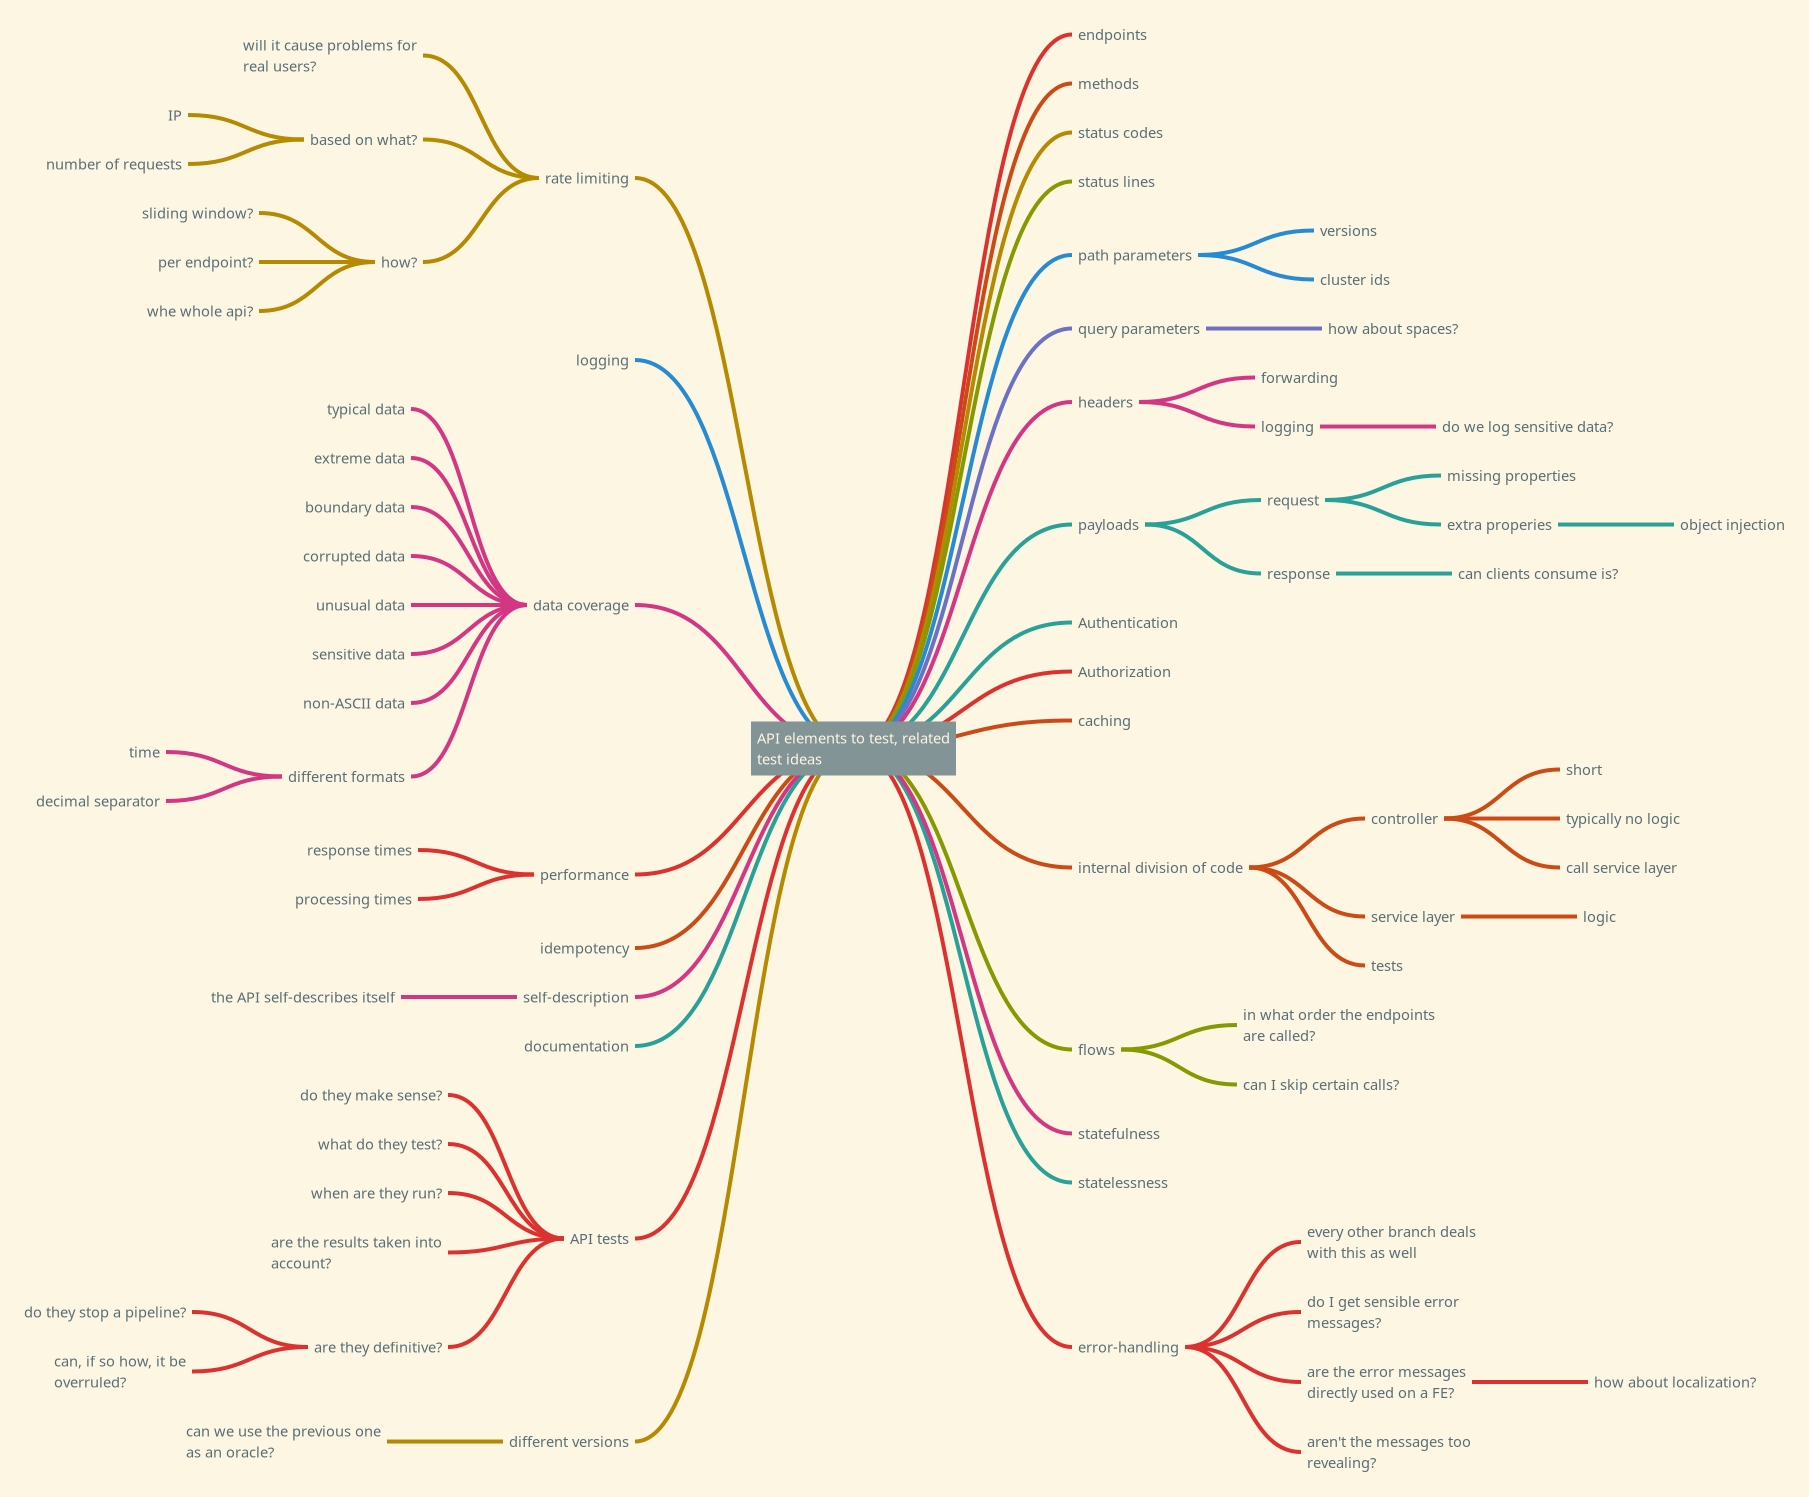 API elements to test, related
test ideas
endpoints
methods
status codes
status lines
path parameters
versions
cluster ids
query parameters
how about spaces?
headers
forwarding
logging
do we log sensitive data?
payloads
request
missing properties
extra properies
object injection
response
can clients consume is?
Authentication
Authorization
caching
internal division of code
controller
short
typically no logic
call service layer
service layer
logic
tests
flows
in what order the endpoints
are called?
can I skip certain calls?
statefulness
statelessness
error-handling
every other branch deals
with this as well
do I get sensible error
messages?
are the error messages
directly used on a FE?
how about localization?
aren't the messages too
revealing?
rate limiting
will it cause problems for
real users?
based on what?
IP
number of requests
how?
sliding window?
per endpoint?
whe whole api?
logging
data coverage
typical data
extreme data
boundary data
corrupted data
unusual data
sensitive data
non-ASCII data
different formats
time
decimal separator
performance
response times
processing times
idempotency
self-description
the API self-describes itself
documentation
API tests
do they make sense?
what do they test?
when are they run?
are the results taken into
account?
are they definitive?
do they stop a pipeline?
can, if so how, it be
overruled?
different versions
can we use the previous one
as an oracle?